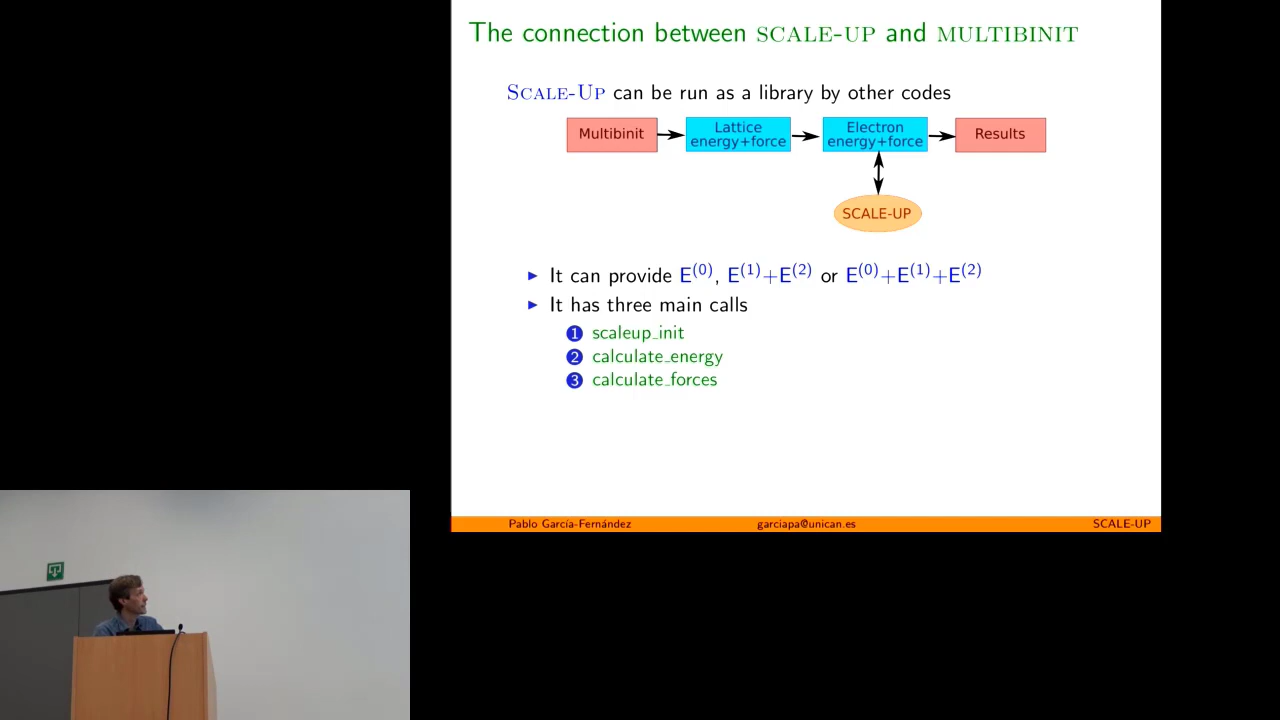 The connection between SCALE-UP and MULTIBINIT
SCALE-UP can be run as a library by other codes
Multibinit
Lattice
energy+force
Electron
energy+force
Results
SCALE-UP
► It can provide E(0), E(1)+E(2) or E(0)+E(1)+E(2)
► It has three main calls
1 scaleup_init
2 calculate_energy
3 calculate_forces
Pablo García-Fernández garciapa@unican.es SCALE-UP